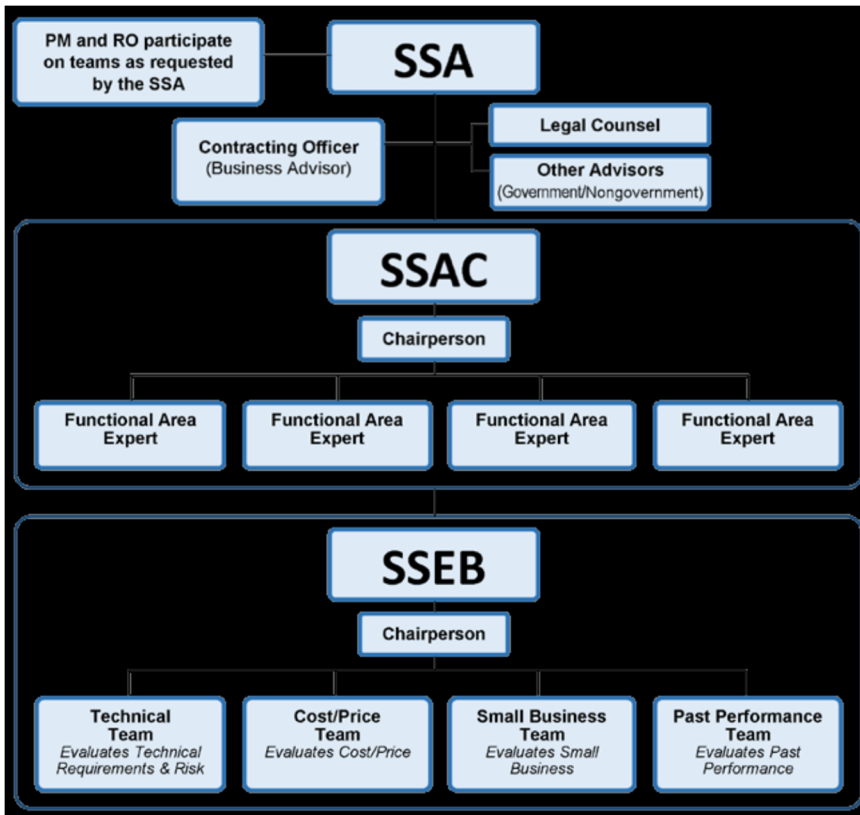 PM and RO participate
on teams as requested
by the SSA
SSA
Contracting Officer
(Business Advisor)
Legal Counsel
Other Advisors
(Government/Nongovernment)
SSAC
Chairperson
Functional Area
Expert
Functional Area
Expert
Functional Area
Expert
Functional Area
Expert
SSEB
Chairperson
Technical
Team
Evaluates Technical
Requirements & Risk
Cost/Price
Team
Evaluates Cost/Price
Small Business
Team
Evaluates Small
Business
Past Performance
Team
Evaluates Past
Performance